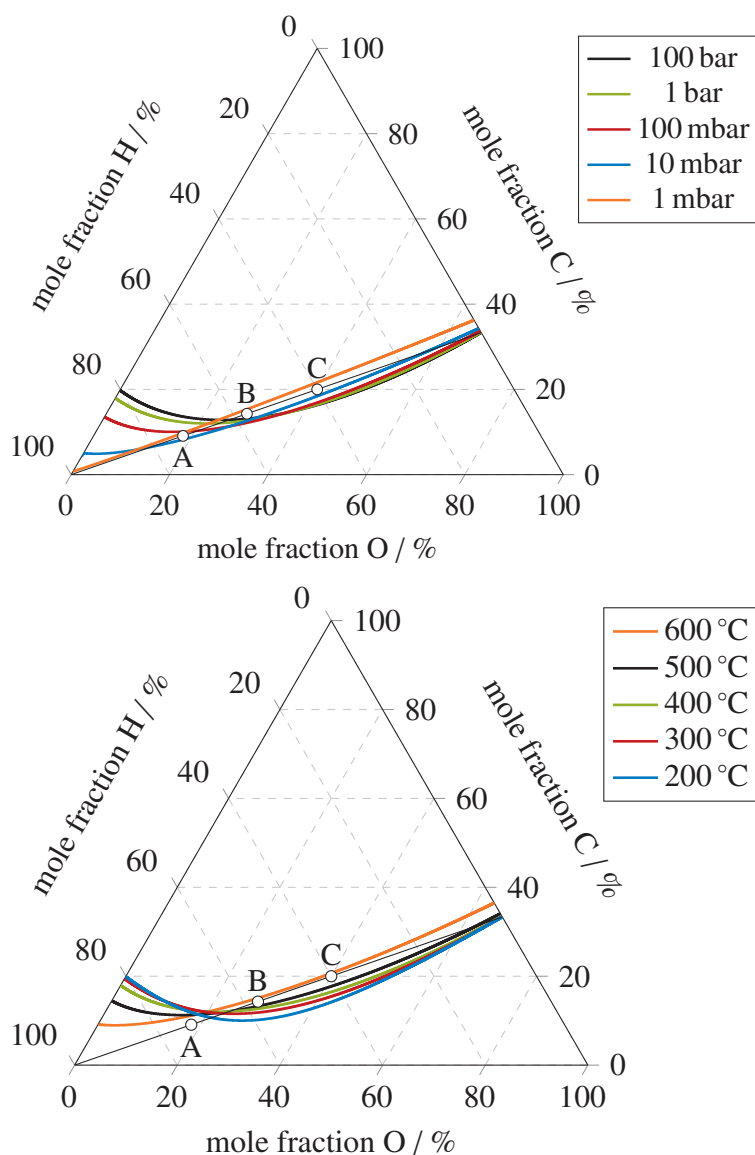 0
100
20
80
40
60
60
40
80
20
100
0
0
20
40
60
80
100
mole fraction H / %
mole fraction C / %
mole fraction O / %
A
B
C
100 bar
1 bar
100 mbar
10 mbar
1 mbar
0
100
20
80
40
60
60
40
80
20
100
0
0
20
40
60
80
100
mole fraction H / %
mole fraction C / %
mole fraction O / %
A
B
C
600 °C
500 °C
400 °C
300 °C
200 °C